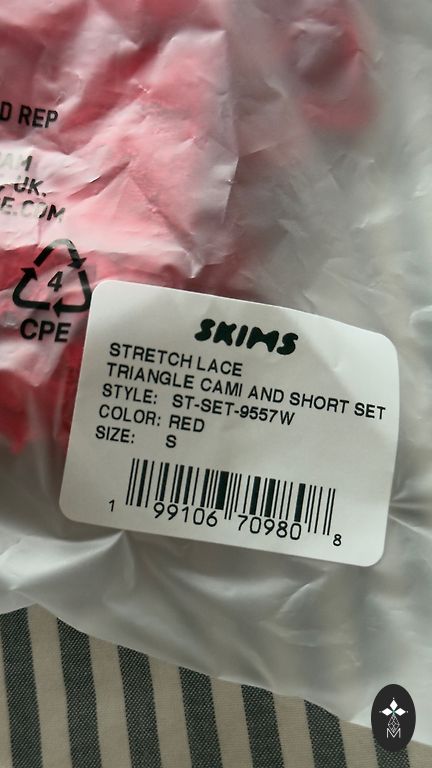 D REP
AM
UK.
E.COM
4
CPE
SKIMS
STRETCH LACE
TRIANGLE CAMI AND SHORT SET
STYLE: ST-SET-9557W
COLOR: RED
SIZE: S
1 99106 70980 8
M